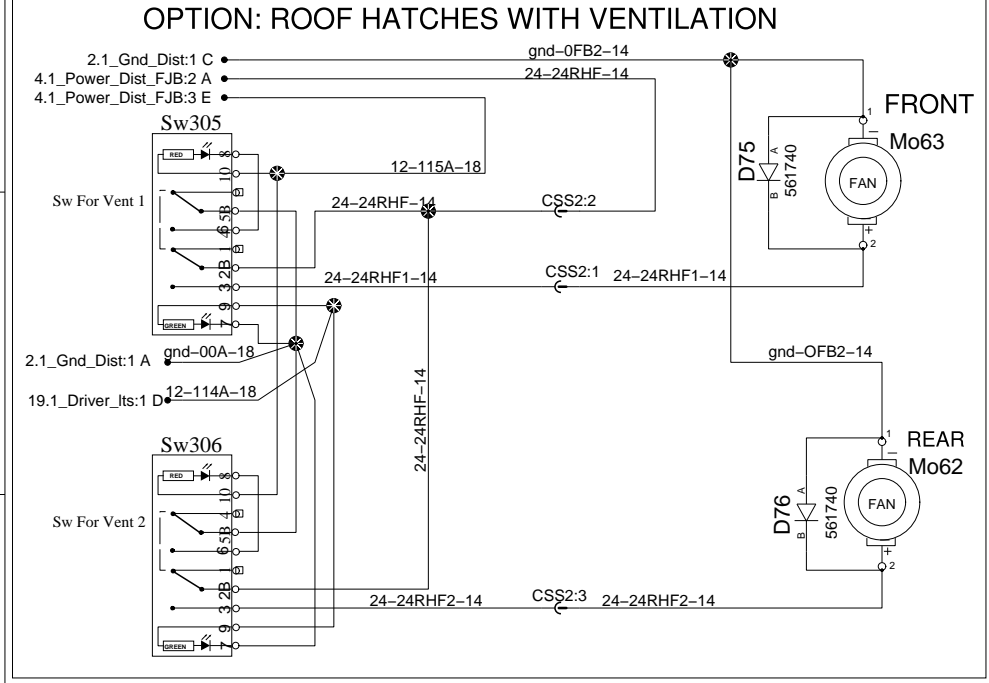 OPTION: ROOF HATCHES WITH VENTILATION
2.1_Gnd_Dist:1 C
gnd–0FB2–14
4.1_Power_Dist_FJB:2 A
24–24RHF–14
4.1_Power_Dist_FJB:3 E
FRONT
Mo63
1
–
FAN
+
2
D75
A
B
561740
Sw305
Sw For Vent 1
RED
8
10
5B
4
6
1
2B
3
9
7
GREEN
12–115A–18
24–24RHF–14
CSS2:2
24–24RHF1–14
CSS2:1
24–24RHF1–14
2.1_Gnd_Dist:1 A
gnd–00A–18
19.1_Driver_lts:1 D
12–114A–18
24–24RHF–14
gnd–OFB2–14
REAR
Mo62
1
–
FAN
+
2
D76
A
B
561740
Sw306
Sw For Vent 2
RED
8
10
4
5B
6
1
2B
3
9
7
GREEN
24–24RHF2–14
CSS2:3
24–24RHF2–14